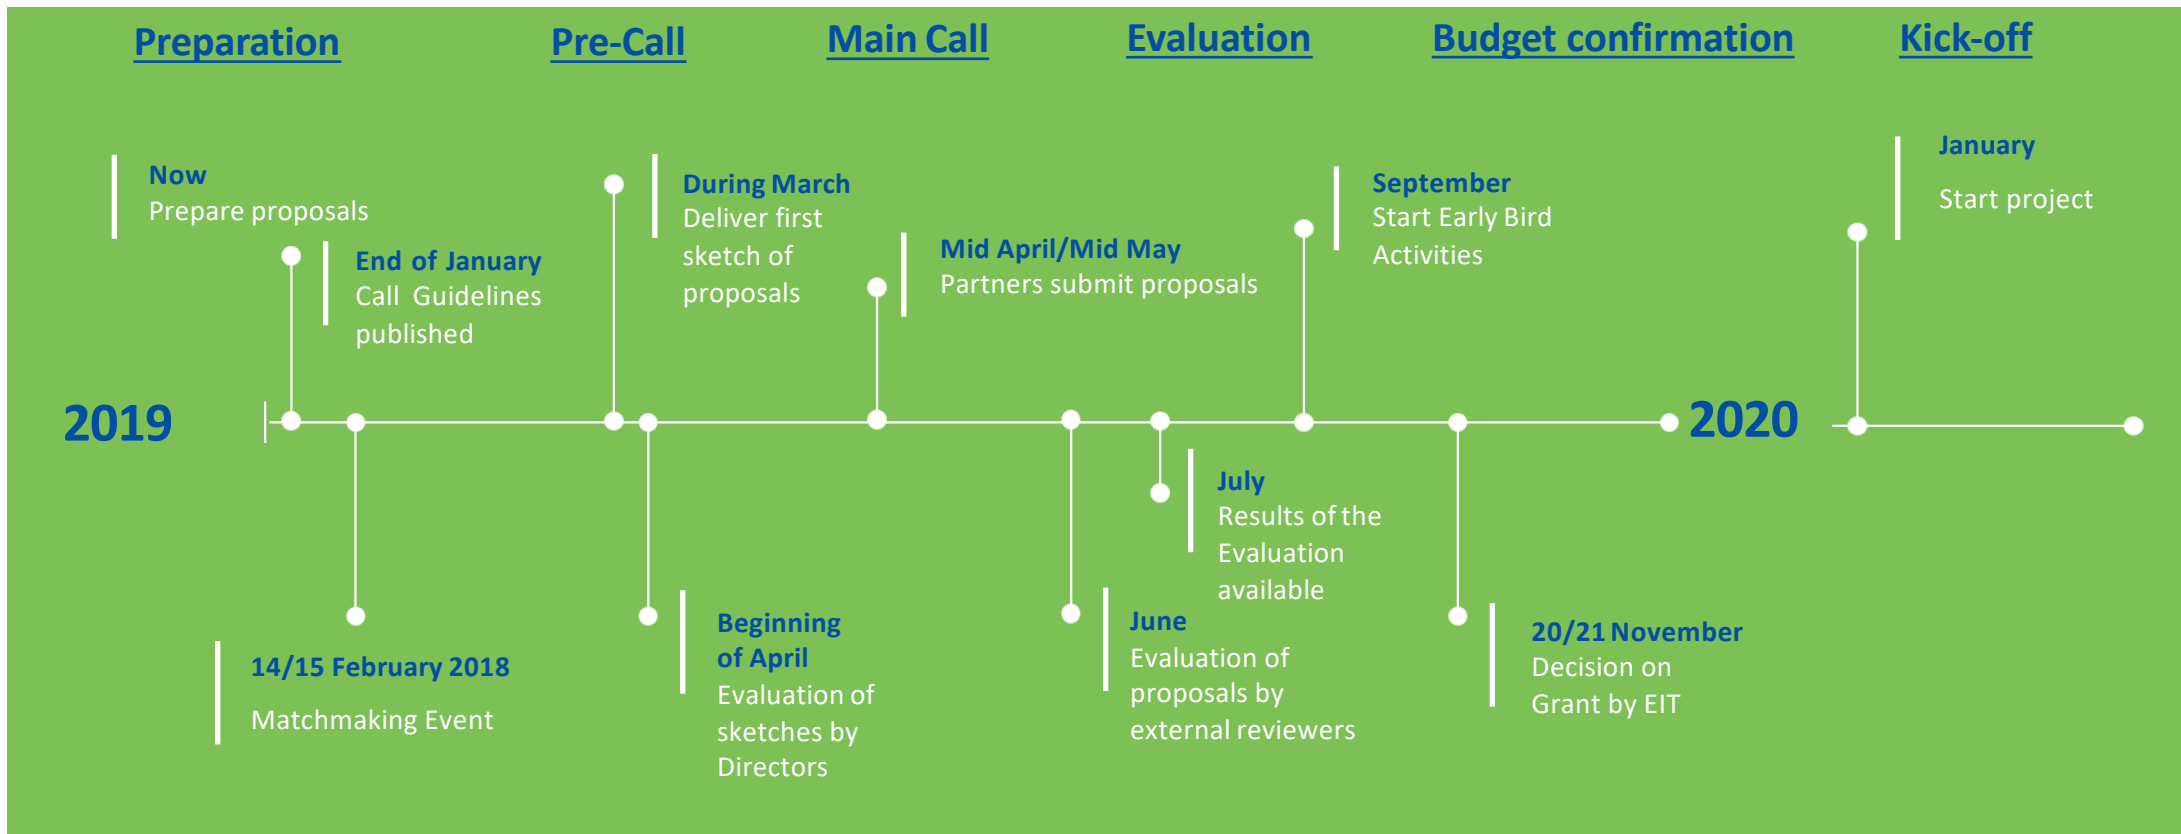 Preparation
Pre-Call
Main Call
Evaluation
Budget confirmation
Kick-off
Now
Prepare proposals
End of January
Call Guidelines
published
During March
Deliver first
sketch of
proposals
Mid April/Mid May
Partners submit proposals
September
Start Early Bird
Activities
January
Start project
2019
2020
14/15 February 2018
Matchmaking Event
Beginning
of April
Evaluation of
sketches by
Directors
June
Evaluation of
proposals by
external reviewers
July
Results of the
Evaluation
available
20/21 November
Decision on
Grant by EIT